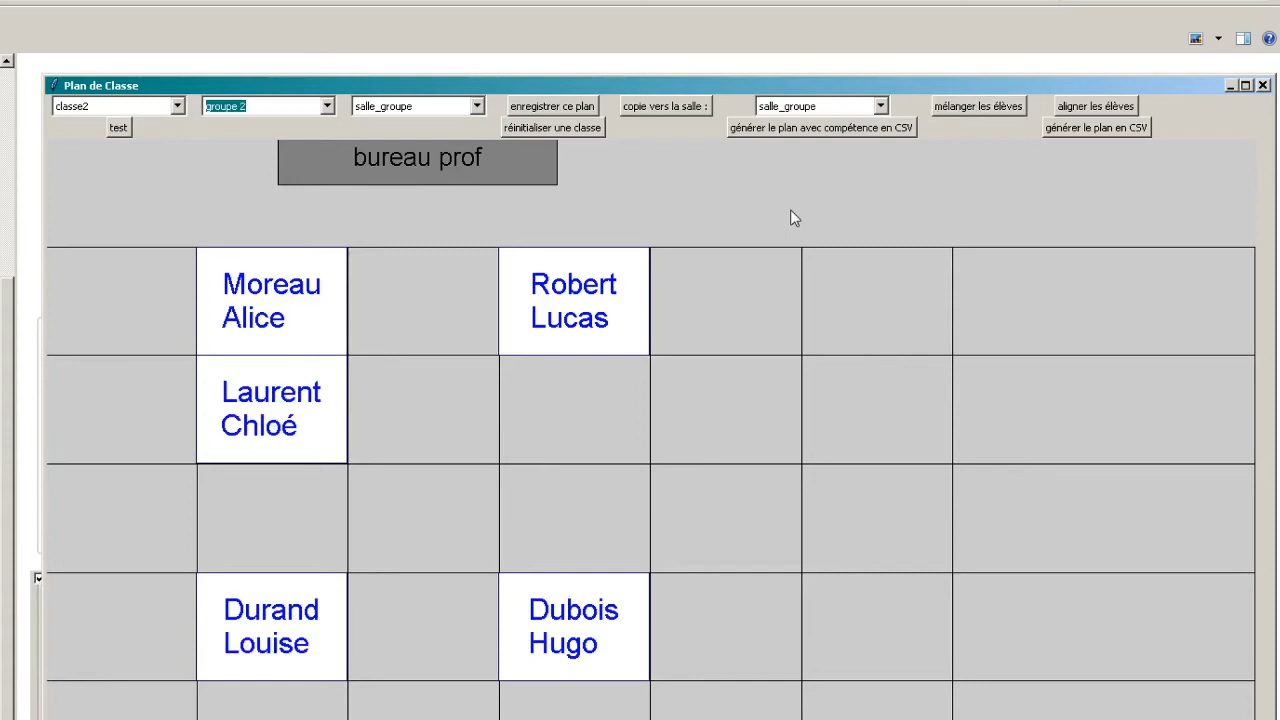 Plan de Classe
classe2 groupe 2 salle_groupe enregistrer ce plan copie vers la salle : salle_groupe mélanger les élèves aligner les élèves
test réinitialiser une classe générer le plan avec compétence en CSV générer le plan en CSV
bureau prof
Moreau
Alice
Robert
Lucas
Laurent
Chloé
Durand
Louise
Dubois
Hugo